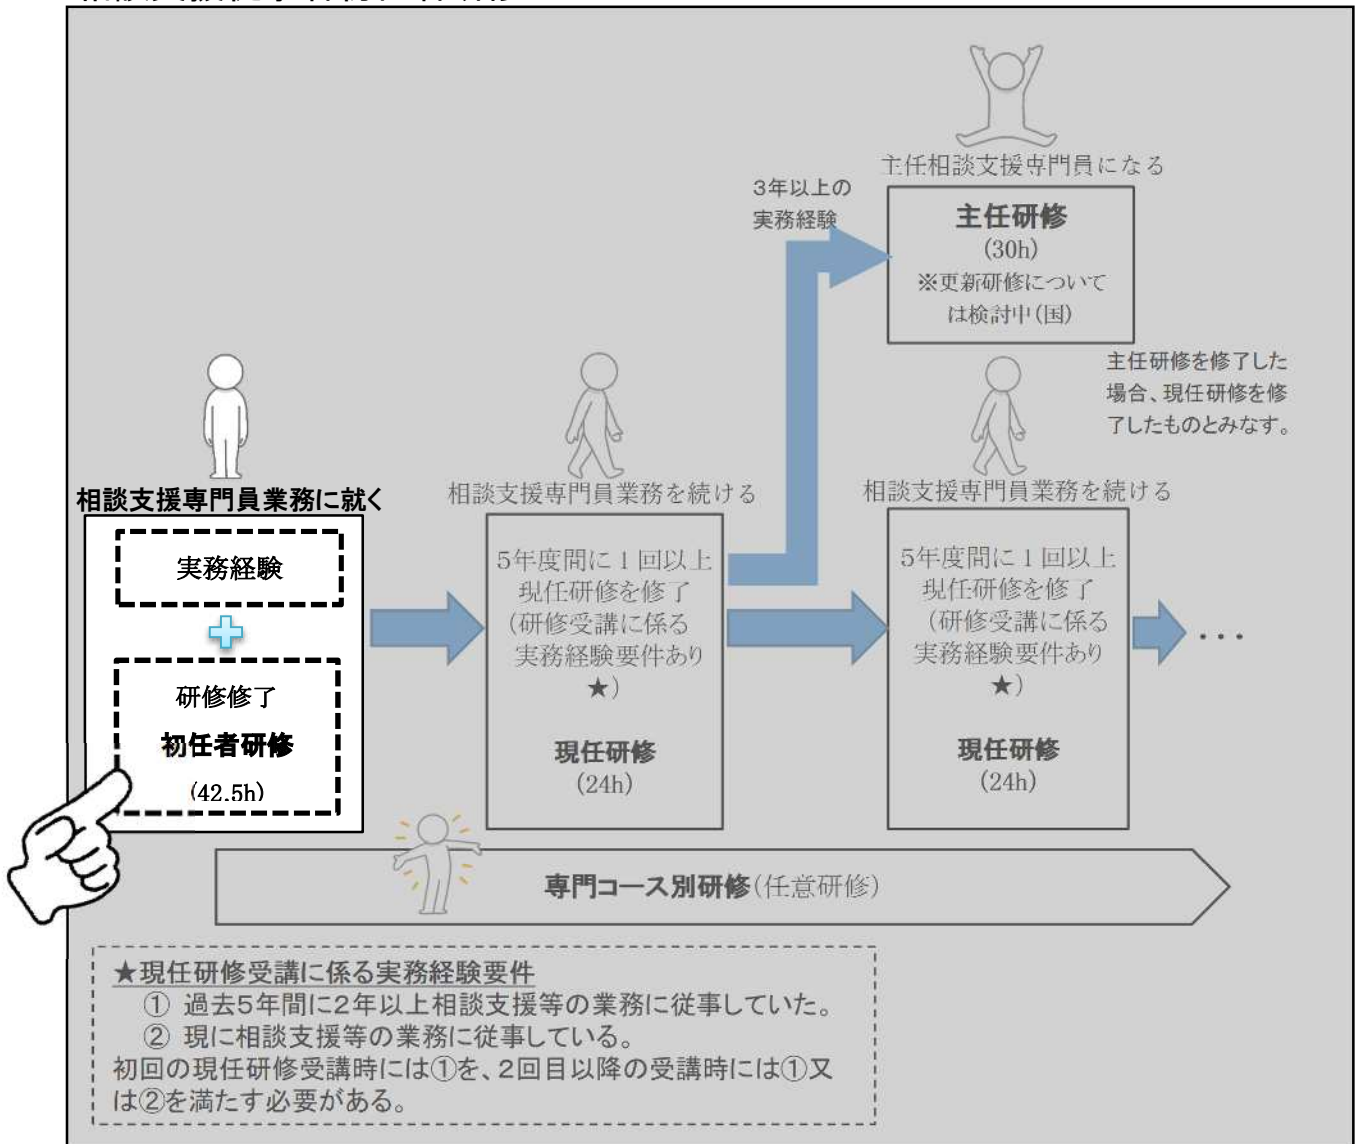 主任相談支援専門員になる
3年以上の
実務経験
主任研修
(30h)
※更新研修について
は検討中(国)
主任研修を修了した
場合、現任研修を修
了したものとみなす。
相談支援専門員業務に就く
実務経験
研修修了
初任者研修
(42.5h)
相談支援専門員業務を続ける
5年度間に1回以上
現任研修を修了
(研修受講に係る
実務経験要件あり
★)
現任研修
(24h)
相談支援専門員業務を続ける
5年度間に1回以上
現任研修を修了
(研修受講に係る
実務経験要件あり
★)
現任研修
(24h)
・・・
専門コース別研修(任意研修)
★現任研修受講に係る実務経験要件
① 過去5年間に2年以上相談支援等の業務に従事していた。
② 現に相談支援等の業務に従事している。
初回の現任研修受講時には①を、2回目以降の受講時には①又
は②を満たす必要がある。